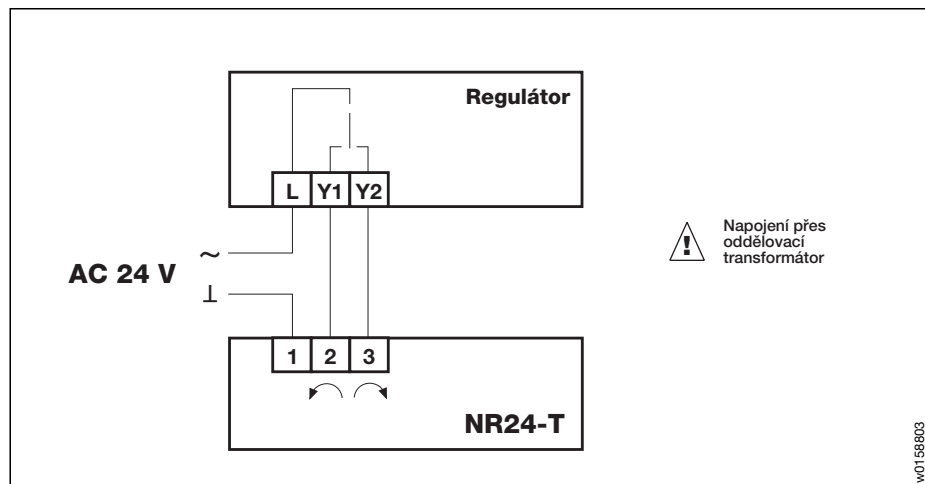 Regulátor
L Y1 Y2
~
AC 24 V
⊥
Napojení přes
oddělovací
transformátor
1 2 3
NR24-T
w0158803